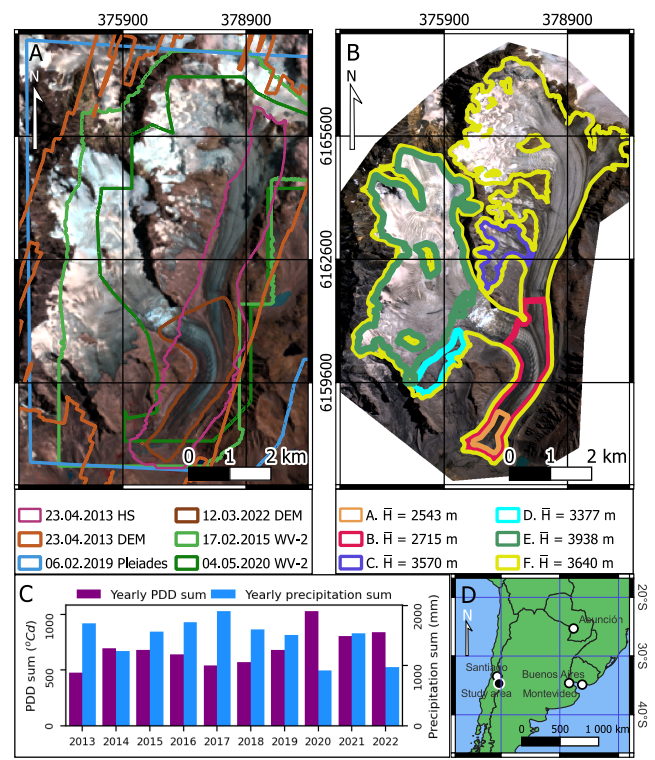 375900 378900 375900 378900
A
N
B
N
6165600
6162600
6159600
0 1 2 km
0 1 2 km
23.04.2013 HS 12.03.2022 DEM
23.04.2013 DEM 17.02.2015 WV-2
06.02.2019 Pleiades 04.05.2020 WV-2
A. H̅ = 2543 m D. H̅ = 3377 m
B. H̅ = 2715 m E. H̅ = 3938 m
C. H̅ = 3570 m F. H̅ = 3640 m
C Yearly PDD sum Yearly precipitation sum
PDD sum (°Cd)
1000
500
0
2000
1000
0
Precipitation sum (mm)
2013 2014 2015 2016 2017 2018 2019 2020 2021 2022
D
N
Asunción
Santiago
Buenos Aires
Study area
Montevideo
0 500 1 000 km
20°S
30°S
40°S